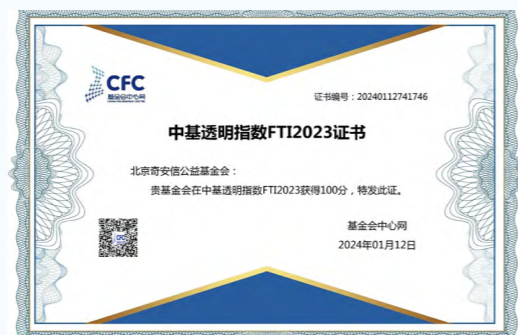 CFC
基金会中心网
CHINA FOUNDATION CENTER
证书编号：20240112741746
中基透明指数FTI2023证书
北京奇安信公益基金会：
贵基金会在中基透明指数FTI2023获得100分，特发此证。
基金会中心网
2024年01月12日